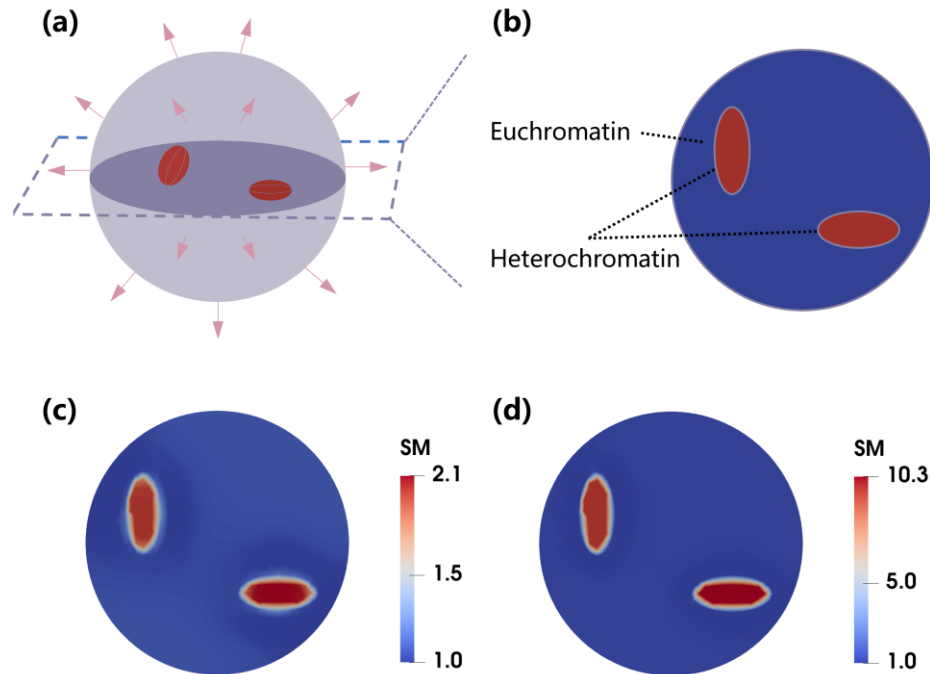 (a)
(b)
Euchromatin
Heterochromatin
(c)
SM
2.1
1.5
1.0
(d)
SM
10.3
5.0
1.0